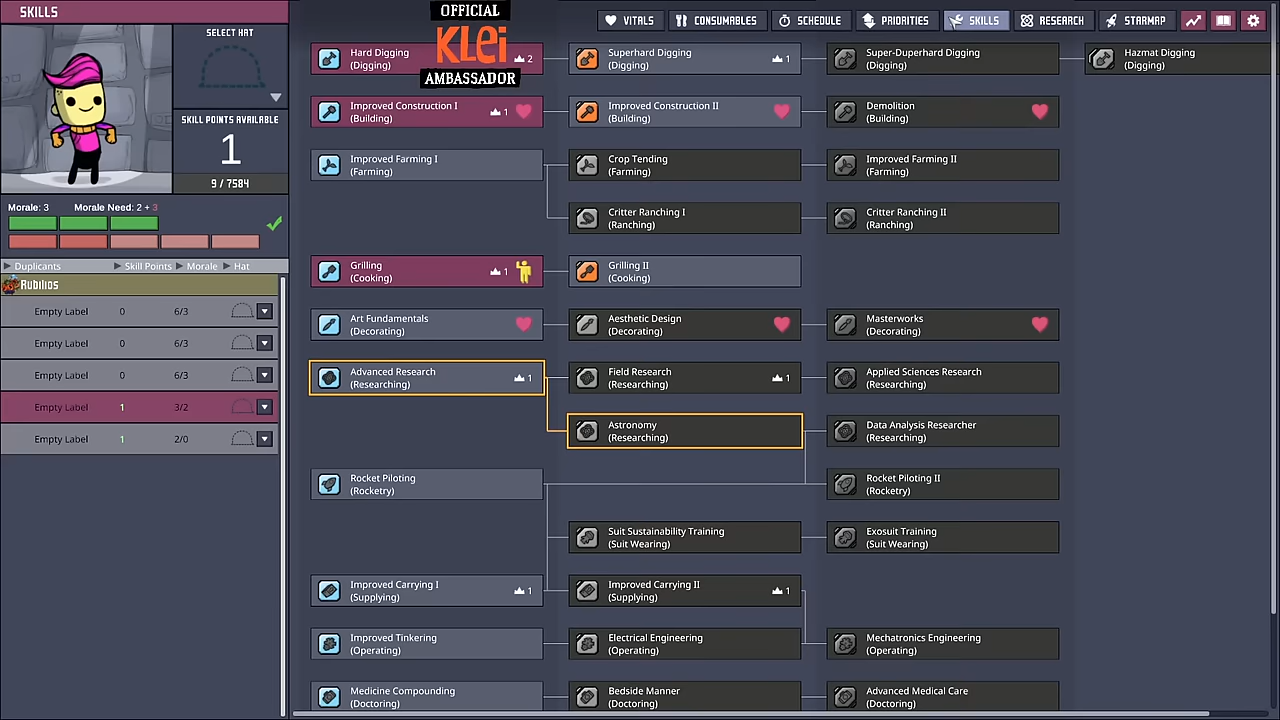 SKILLS
OFFICIAL
KLEi
AMBASSADOR
VITALS
CONSUMABLES
SCHEDULE
PRIORITIES
SKILLS
RESEARCH
STARMAP
SELECT HAT
SKILL POINTS AVAILABLE
1
9 / 7584
Morale: 3
Morale Need: 2 + 3
Duplicants
Skill Points
Morale
Hat
Rubilios
Empty Label 0 6/3
Empty Label 0 6/3
Empty Label 0 6/3
Empty Label 1 3/2
Empty Label 1 2/0
Hard Digging
(Digging)
2
Superhard Digging
(Digging)
1
Super-Duperhard Digging
(Digging)
Hazmat Digging
(Digging)
Improved Construction I
(Building)
1
Improved Construction II
(Building)
Demolition
(Building)
Improved Farming I
(Farming)
Crop Tending
(Farming)
Improved Farming II
(Farming)
Critter Ranching I
(Ranching)
Critter Ranching II
(Ranching)
Grilling
(Cooking)
1
Grilling II
(Cooking)
Art Fundamentals
(Decorating)
Aesthetic Design
(Decorating)
Masterworks
(Decorating)
Advanced Research
(Researching)
1
Field Research
(Researching)
1
Applied Sciences Research
(Researching)
Astronomy
(Researching)
Data Analysis Researcher
(Researching)
Rocket Piloting
(Rocketry)
Rocket Piloting II
(Rocketry)
Suit Sustainability Training
(Suit Wearing)
Exosuit Training
(Suit Wearing)
Improved Carrying I
(Supplying)
1
Improved Carrying II
(Supplying)
1
Improved Tinkering
(Operating)
Electrical Engineering
(Operating)
Mechatronics Engineering
(Operating)
Medicine Compounding
(Doctoring)
Bedside Manner
(Doctoring)
Advanced Medical Care
(Doctoring)